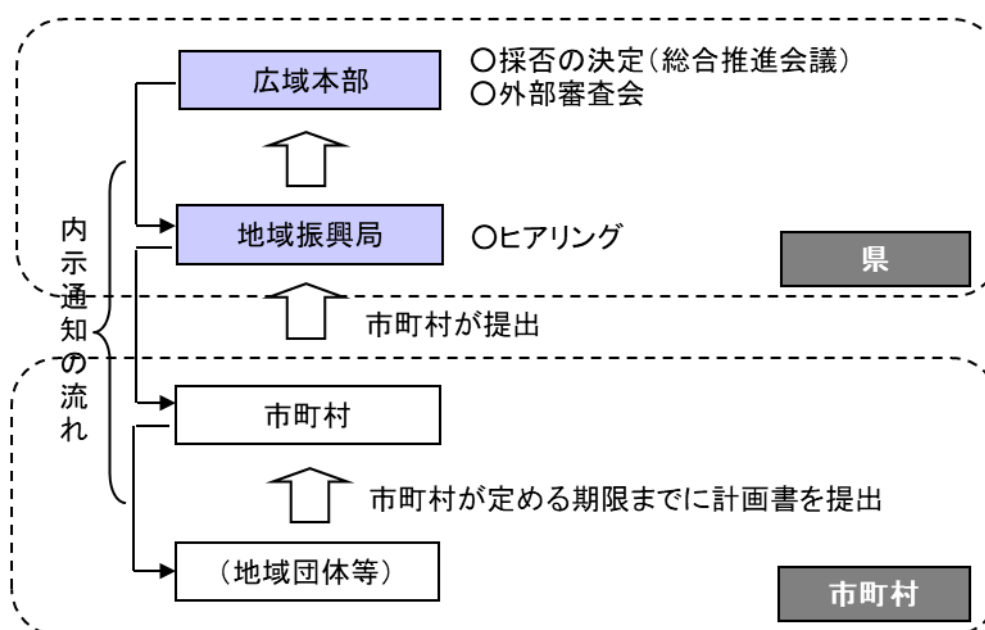 広域本部
〇採否の決定（総合推進会議）
〇外部審査会
地域振興局
〇ヒアリング
県
市町村が提出
内示通知の流れ
市町村
市町村が定める期限までに計画書を提出
（地域団体等）
市町村